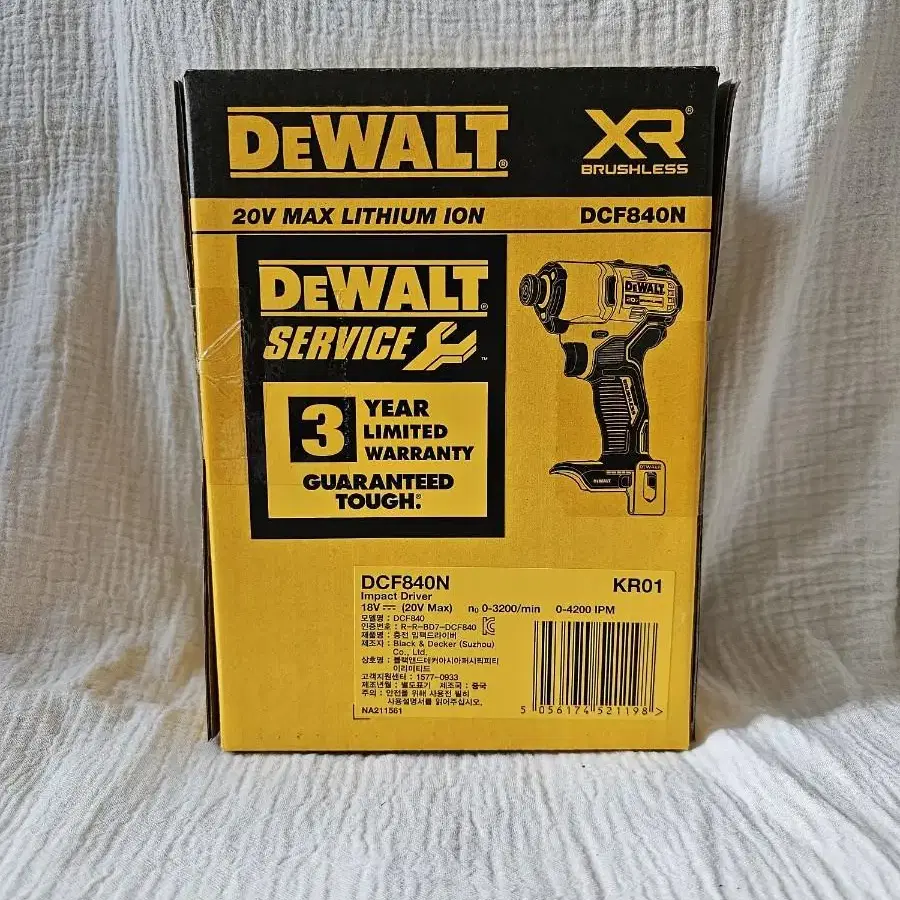 DEWALT®
XR®
BRUSHLESS
20V MAX LITHIUM ION
DCF840N
DEWALT®
SERVICE™
3 YEAR
LIMITED
WARRANTY
GUARANTEED
TOUGH.®
DEWALT
DEWALT
DEWALT
DCF840N
KR01
Impact Driver
18V ⎓ (20V Max) n₀ 0-3200/min 0-4200 IPM
모델명 : DCF840
인증번호 : R-R-BD7-DCF840
제품명 : 충전 임팩드라이버
제조자 : Black & Decker (Suzhou)
Co., Ltd.
상호명 : 블랙앤드데커아시아퍼시픽피티
이리미티드
고객지원센터 : 1577-0933
제조년월 : 별도표기 제조국 : 중국
주의 : 안전을 위해 사용전 필히
사용설명서를 읽어주십시오.
NA211561
5 056174 521198 >